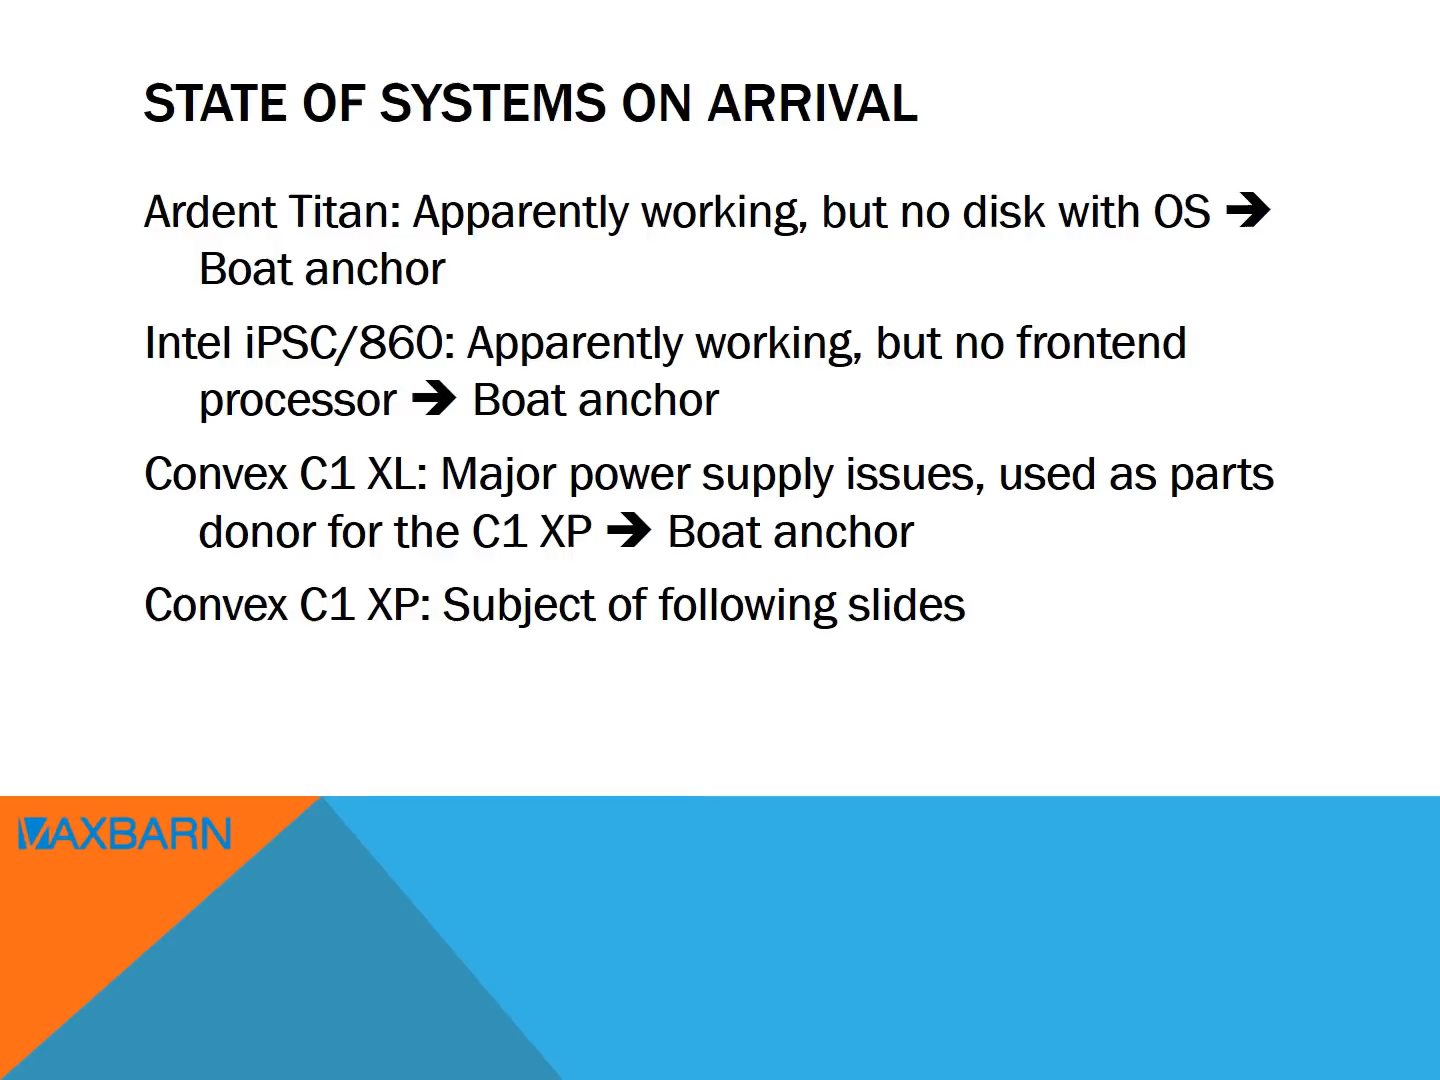 STATE OF SYSTEMS ON ARRIVAL
Ardent Titan: Apparently working, but no disk with OS ➔
Boat anchor
Intel iPSC/860: Apparently working, but no frontend
processor ➔ Boat anchor
Convex C1 XL: Major power supply issues, used as parts
donor for the C1 XP ➔ Boat anchor
Convex C1 XP: Subject of following slides
VAXBARN